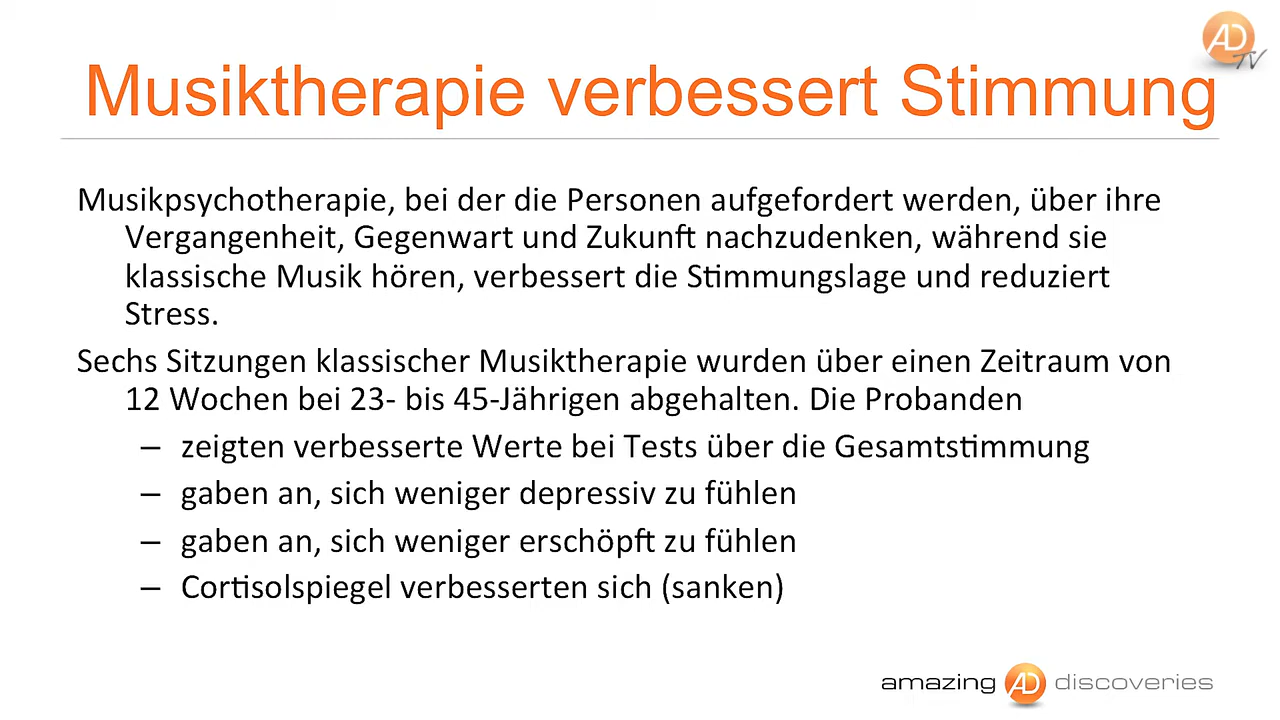 AD
TV
Musiktherapie verbessert Stimmung
Musikpsychotherapie, bei der die Personen aufgefordert werden, über ihre
Vergangenheit, Gegenwart und Zukunft nachzudenken, während sie
klassische Musik hören, verbessert die Stimmungslage und reduziert
Stress.
Sechs Sitzungen klassischer Musiktherapie wurden über einen Zeitraum von
12 Wochen bei 23- bis 45-Jährigen abgehalten. Die Probanden
– zeigten verbesserte Werte bei Tests über die Gesamtstimmung
– gaben an, sich weniger depressiv zu fühlen
– gaben an, sich weniger erschöpft zu fühlen
– Cortisolspiegel verbesserten sich (sanken)
amazing AD discoveries